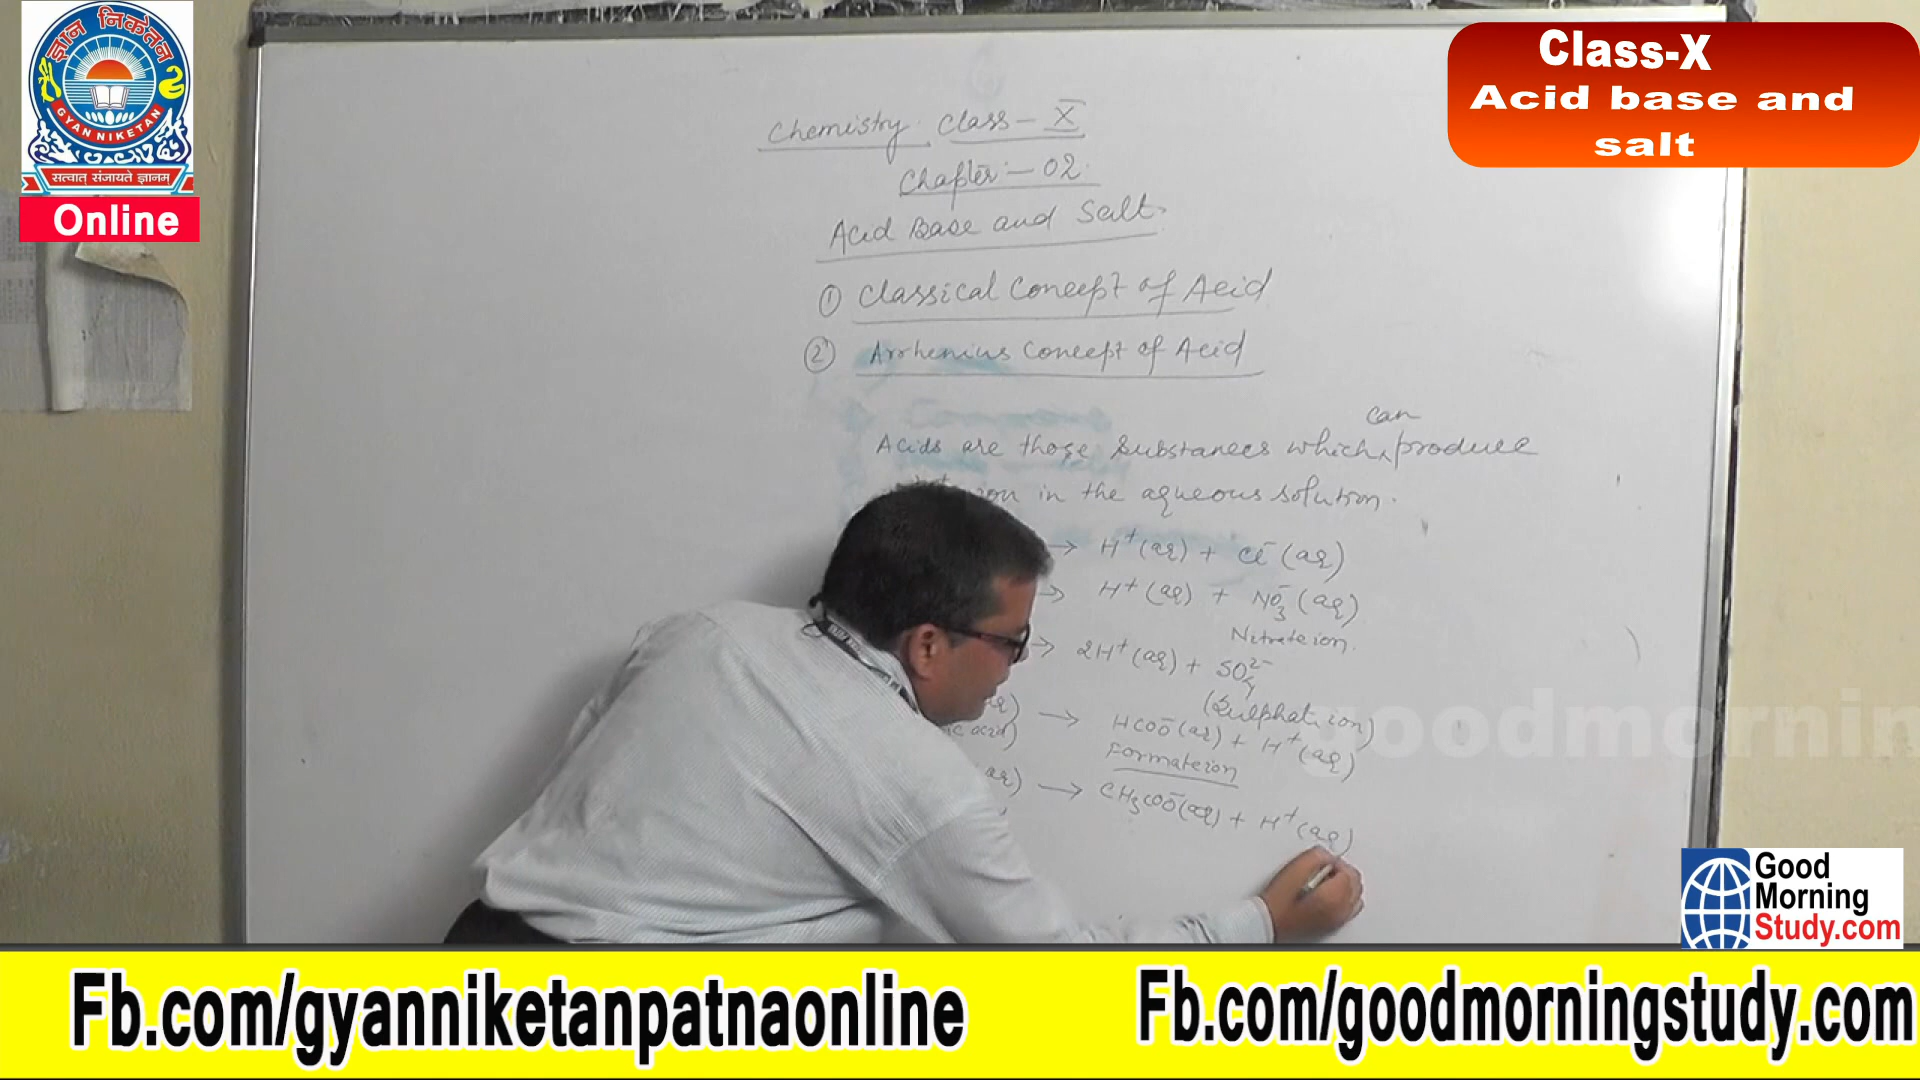 ज्ञान निकेतन
GYAN NIKETAN
सत्वात् संजायते ज्ञानम्
Online
Class-X
Acid base and
salt
Chemistry Class - X
Chapter - 02
Acid Base and Salt
① Classical Concept of Acid
② Arrhenius Concept of Acid
can
Acids are those substances which produce
ion in the aqueous solution.
→ H⁺(aq) + Cl⁻(aq)
→ H⁺(aq) + NO₃⁻(aq)
Nitrate ion.
→ 2H⁺(aq) + SO₄²⁻
(Sulphate ion)
→ HCOO⁻(aq) + H⁺(aq)
acid)
Formate ion
aq) → CH₃COO⁻(aq) + H⁺(aq)
goodmornin
Good
Morning
Study.com
Fb.com/gyanniketanpatnaonline
Fb.com/goodmorningstudy.com